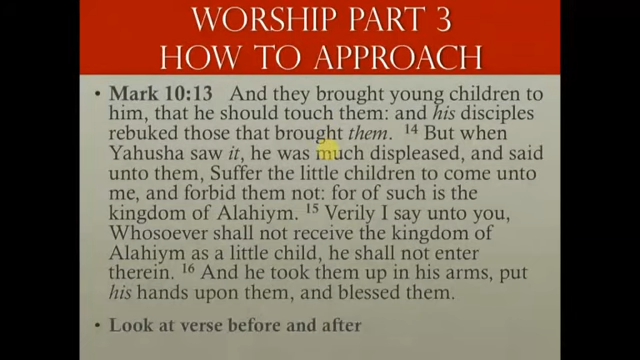 WORSHIP PART 3
HOW TO APPROACH
• Mark 10:13 And they brought young children to
him, that he should touch them: and his disciples
rebuked those that brought them. 14 But when
Yahusha saw it, he was much displeased, and said
unto them, Suffer the little children to come unto
me, and forbid them not: for of such is the
kingdom of Alahiym. 15 Verily I say unto you,
Whosoever shall not receive the kingdom of
Alahiym as a little child, he shall not enter
therein. 16 And he took them up in his arms, put
his hands upon them, and blessed them.
• Look at verse before and after